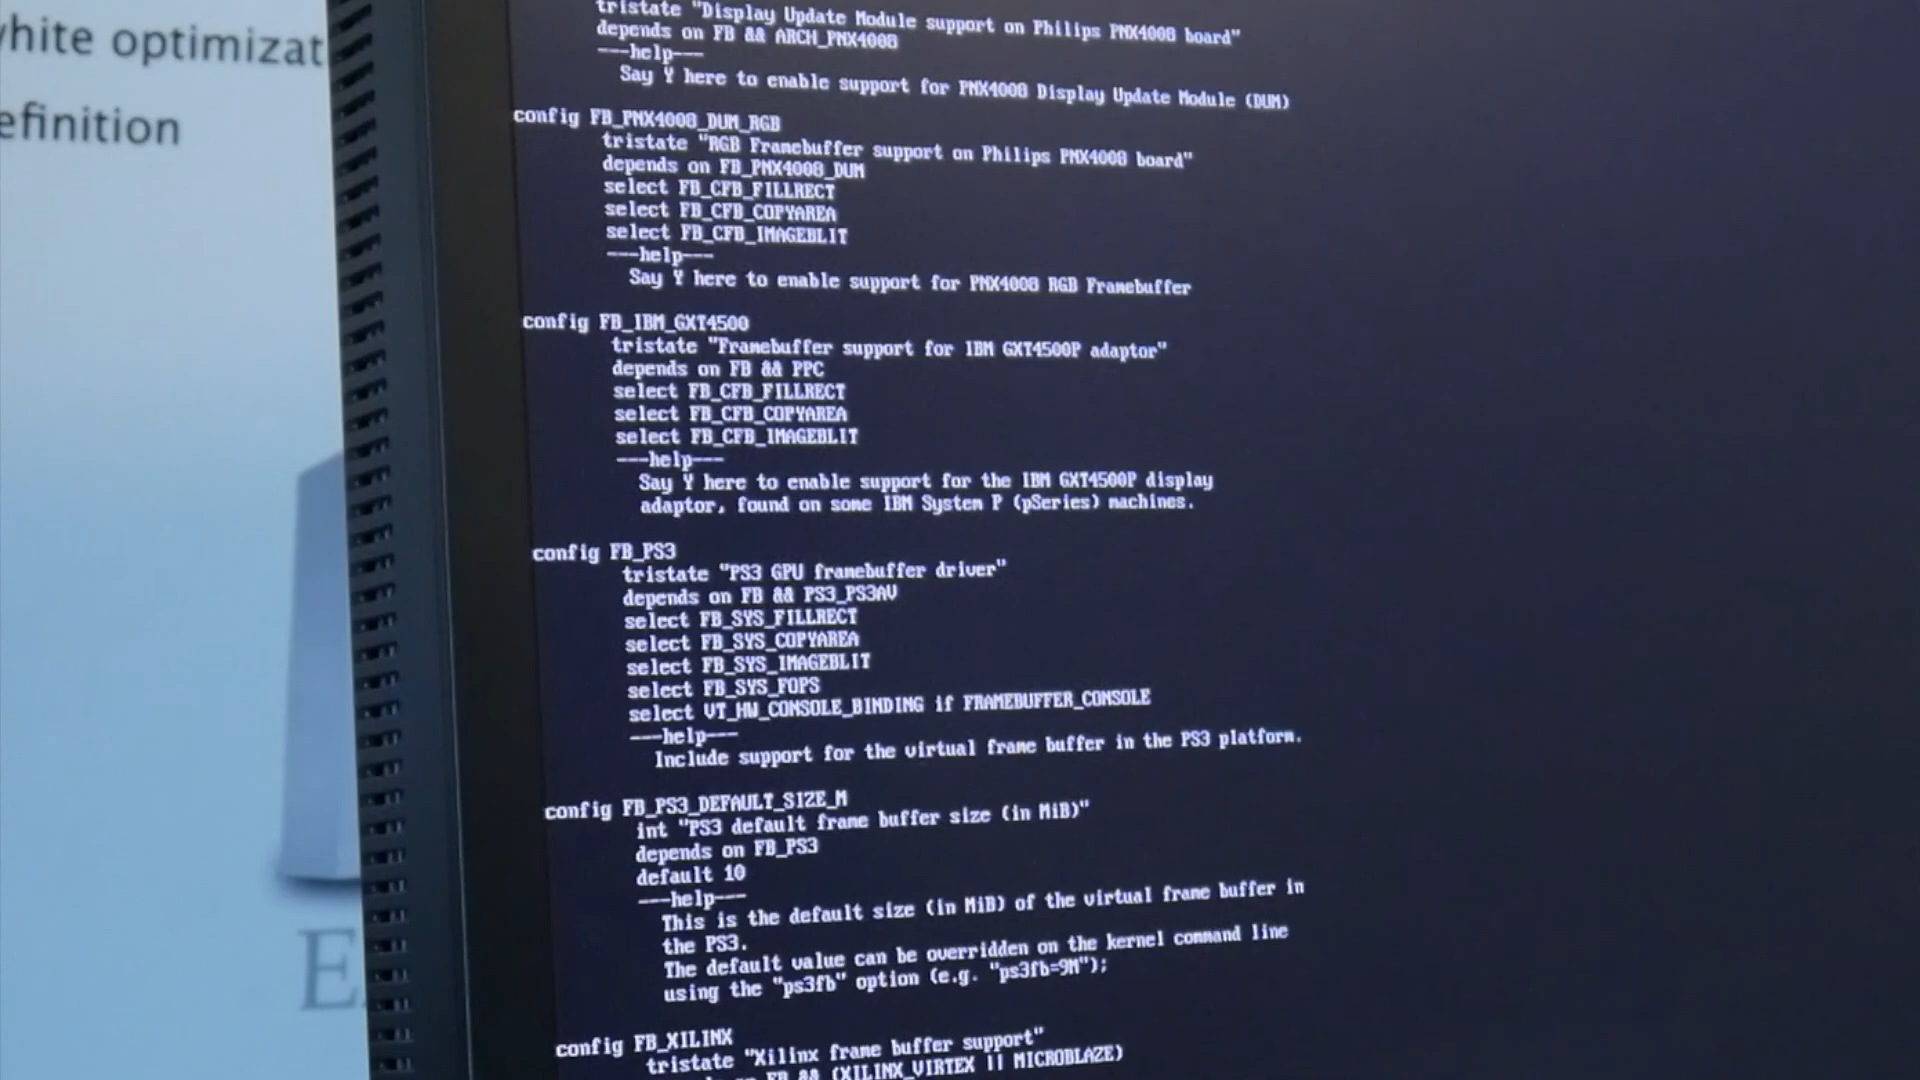 white optimizat
efinition
tristate "Display Update Module support on Philips PNX4008 board"
depends on FB && ARCH_PNX4008
---help---
Say Y here to enable support for PNX4008 Display Update Module (DUM)
config FB_PNX4008_DUM_RGB
tristate "RGB Framebuffer support on Philips PNX4008 board"
depends on FB_PNX4008_DUM
select FB_CFB_FILLRECT
select FB_CFB_COPYAREA
select FB_CFB_IMAGEBLIT
---help---
Say Y here to enable support for PNX4008 RGB Framebuffer
config FB_IBM_GXT4500
tristate "Framebuffer support for IBM GXT4500P adaptor"
depends on FB && PPC
select FB_CFB_FILLRECT
select FB_CFB_COPYAREA
select FB_CFB_IMAGEBLIT
---help---
Say Y here to enable support for the IBM GXT4500P display
adaptor, found on some IBM System P (pSeries) machines.
config FB_PS3
tristate "PS3 GPU framebuffer driver"
depends on FB && PS3_PS3AV
select FB_SYS_FILLRECT
select FB_SYS_COPYAREA
select FB_SYS_IMAGEBLIT
select FB_SYS_FOPS
select VT_HW_CONSOLE_BINDING if FRAMEBUFFER_CONSOLE
---help---
Include support for the virtual frame buffer in the PS3 platform.
config FB_PS3_DEFAULT_SIZE_M
int "PS3 default frame buffer size (in MiB)"
depends on FB_PS3
default 10
---help---
This is the default size (in MiB) of the virtual frame buffer in
the PS3.
The default value can be overridden on the kernel command line
using the "ps3fb" option (e.g. "ps3fb=9M");
config FB_XILINX
tristate "Xilinx frame buffer support"
on FB && (XILINX_VIRTEX || MICROBLAZE)